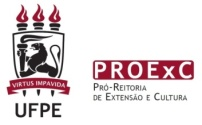 VIRTUS IMPAVIDA
UFPE
PROExC
PRÓ-REITORIA
DE EXTENSÃO E CULTURA